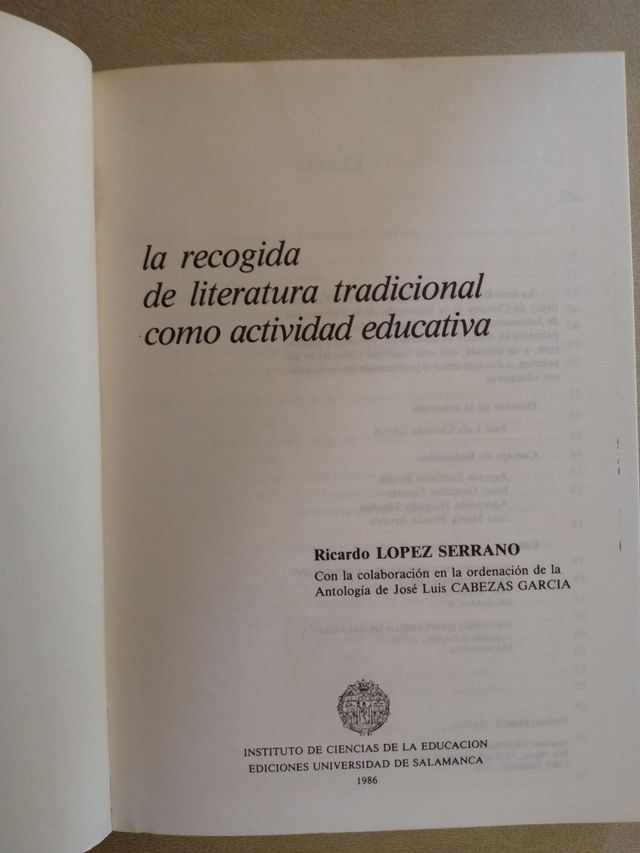 la recogida
de literatura tradicional
como actividad educativa
Ricardo LOPEZ SERRANO
Con la colaboración en la ordenación de la
Antología de José Luis CABEZAS GARCIA
INSTITUTO DE CIENCIAS DE LA EDUCACION
EDICIONES UNIVERSIDAD DE SALAMANCA
1986